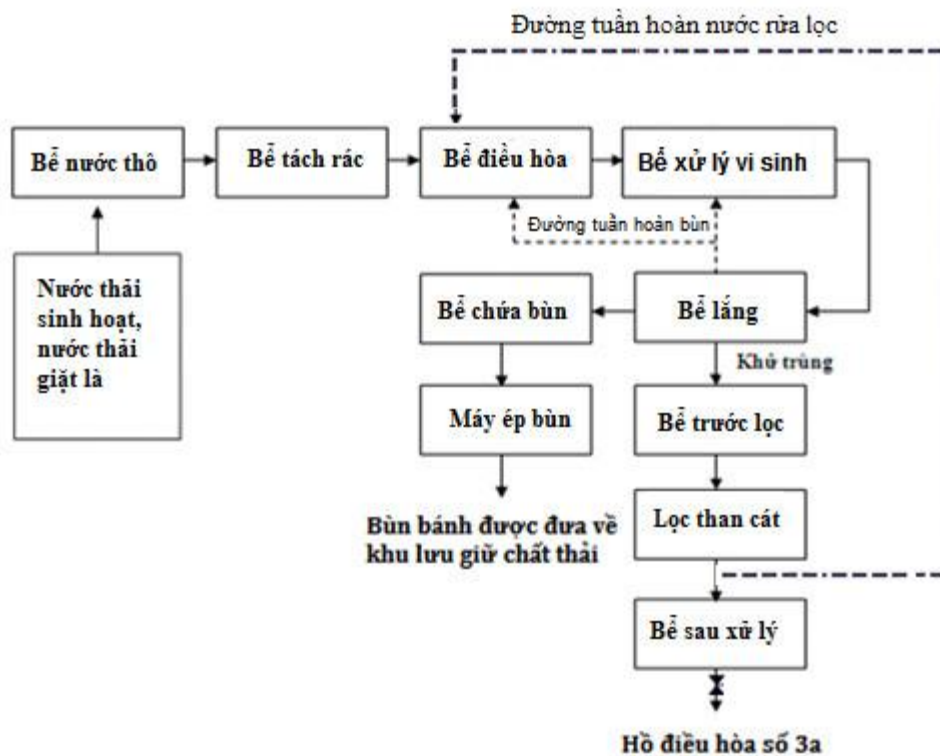 Đường tuần hoàn nước rửa lọc
Bể nước thô
Bể tách rác
Bể điều hòa
Bể xử lý vi sinh
Đường tuần hoàn bùn
Nước thải
sinh hoạt,
nước thải
giặt là
Bể chứa bùn
Bể lắng
Khử trùng
Máy ép bùn
Bể trước lọc
Bùn bánh được đưa về
khu lưu giữ chất thải
Lọc than cát
Bể sau xử lý
Hồ điều hòa số 3a